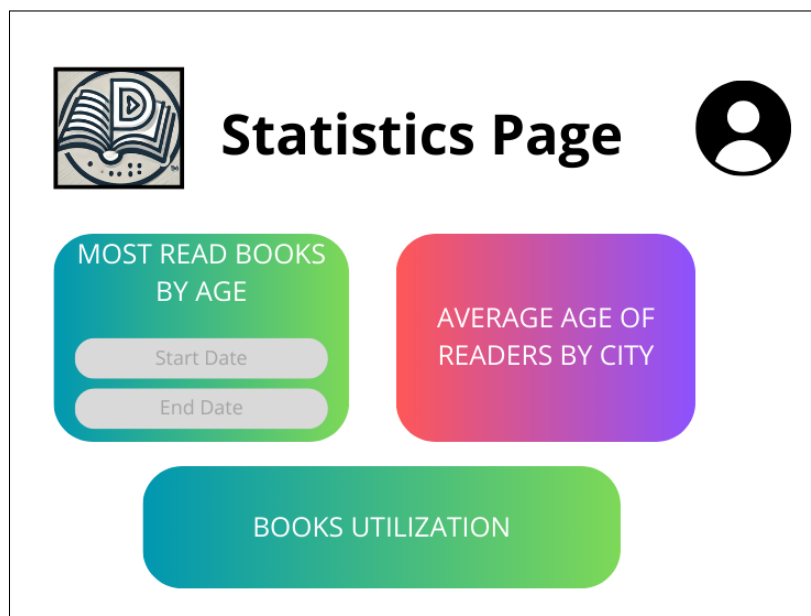 Statistics Page
MOST READ BOOKS
BY AGE
Start Date
End Date
AVERAGE AGE OF
READERS BY CITY
BOOKS UTILIZATION